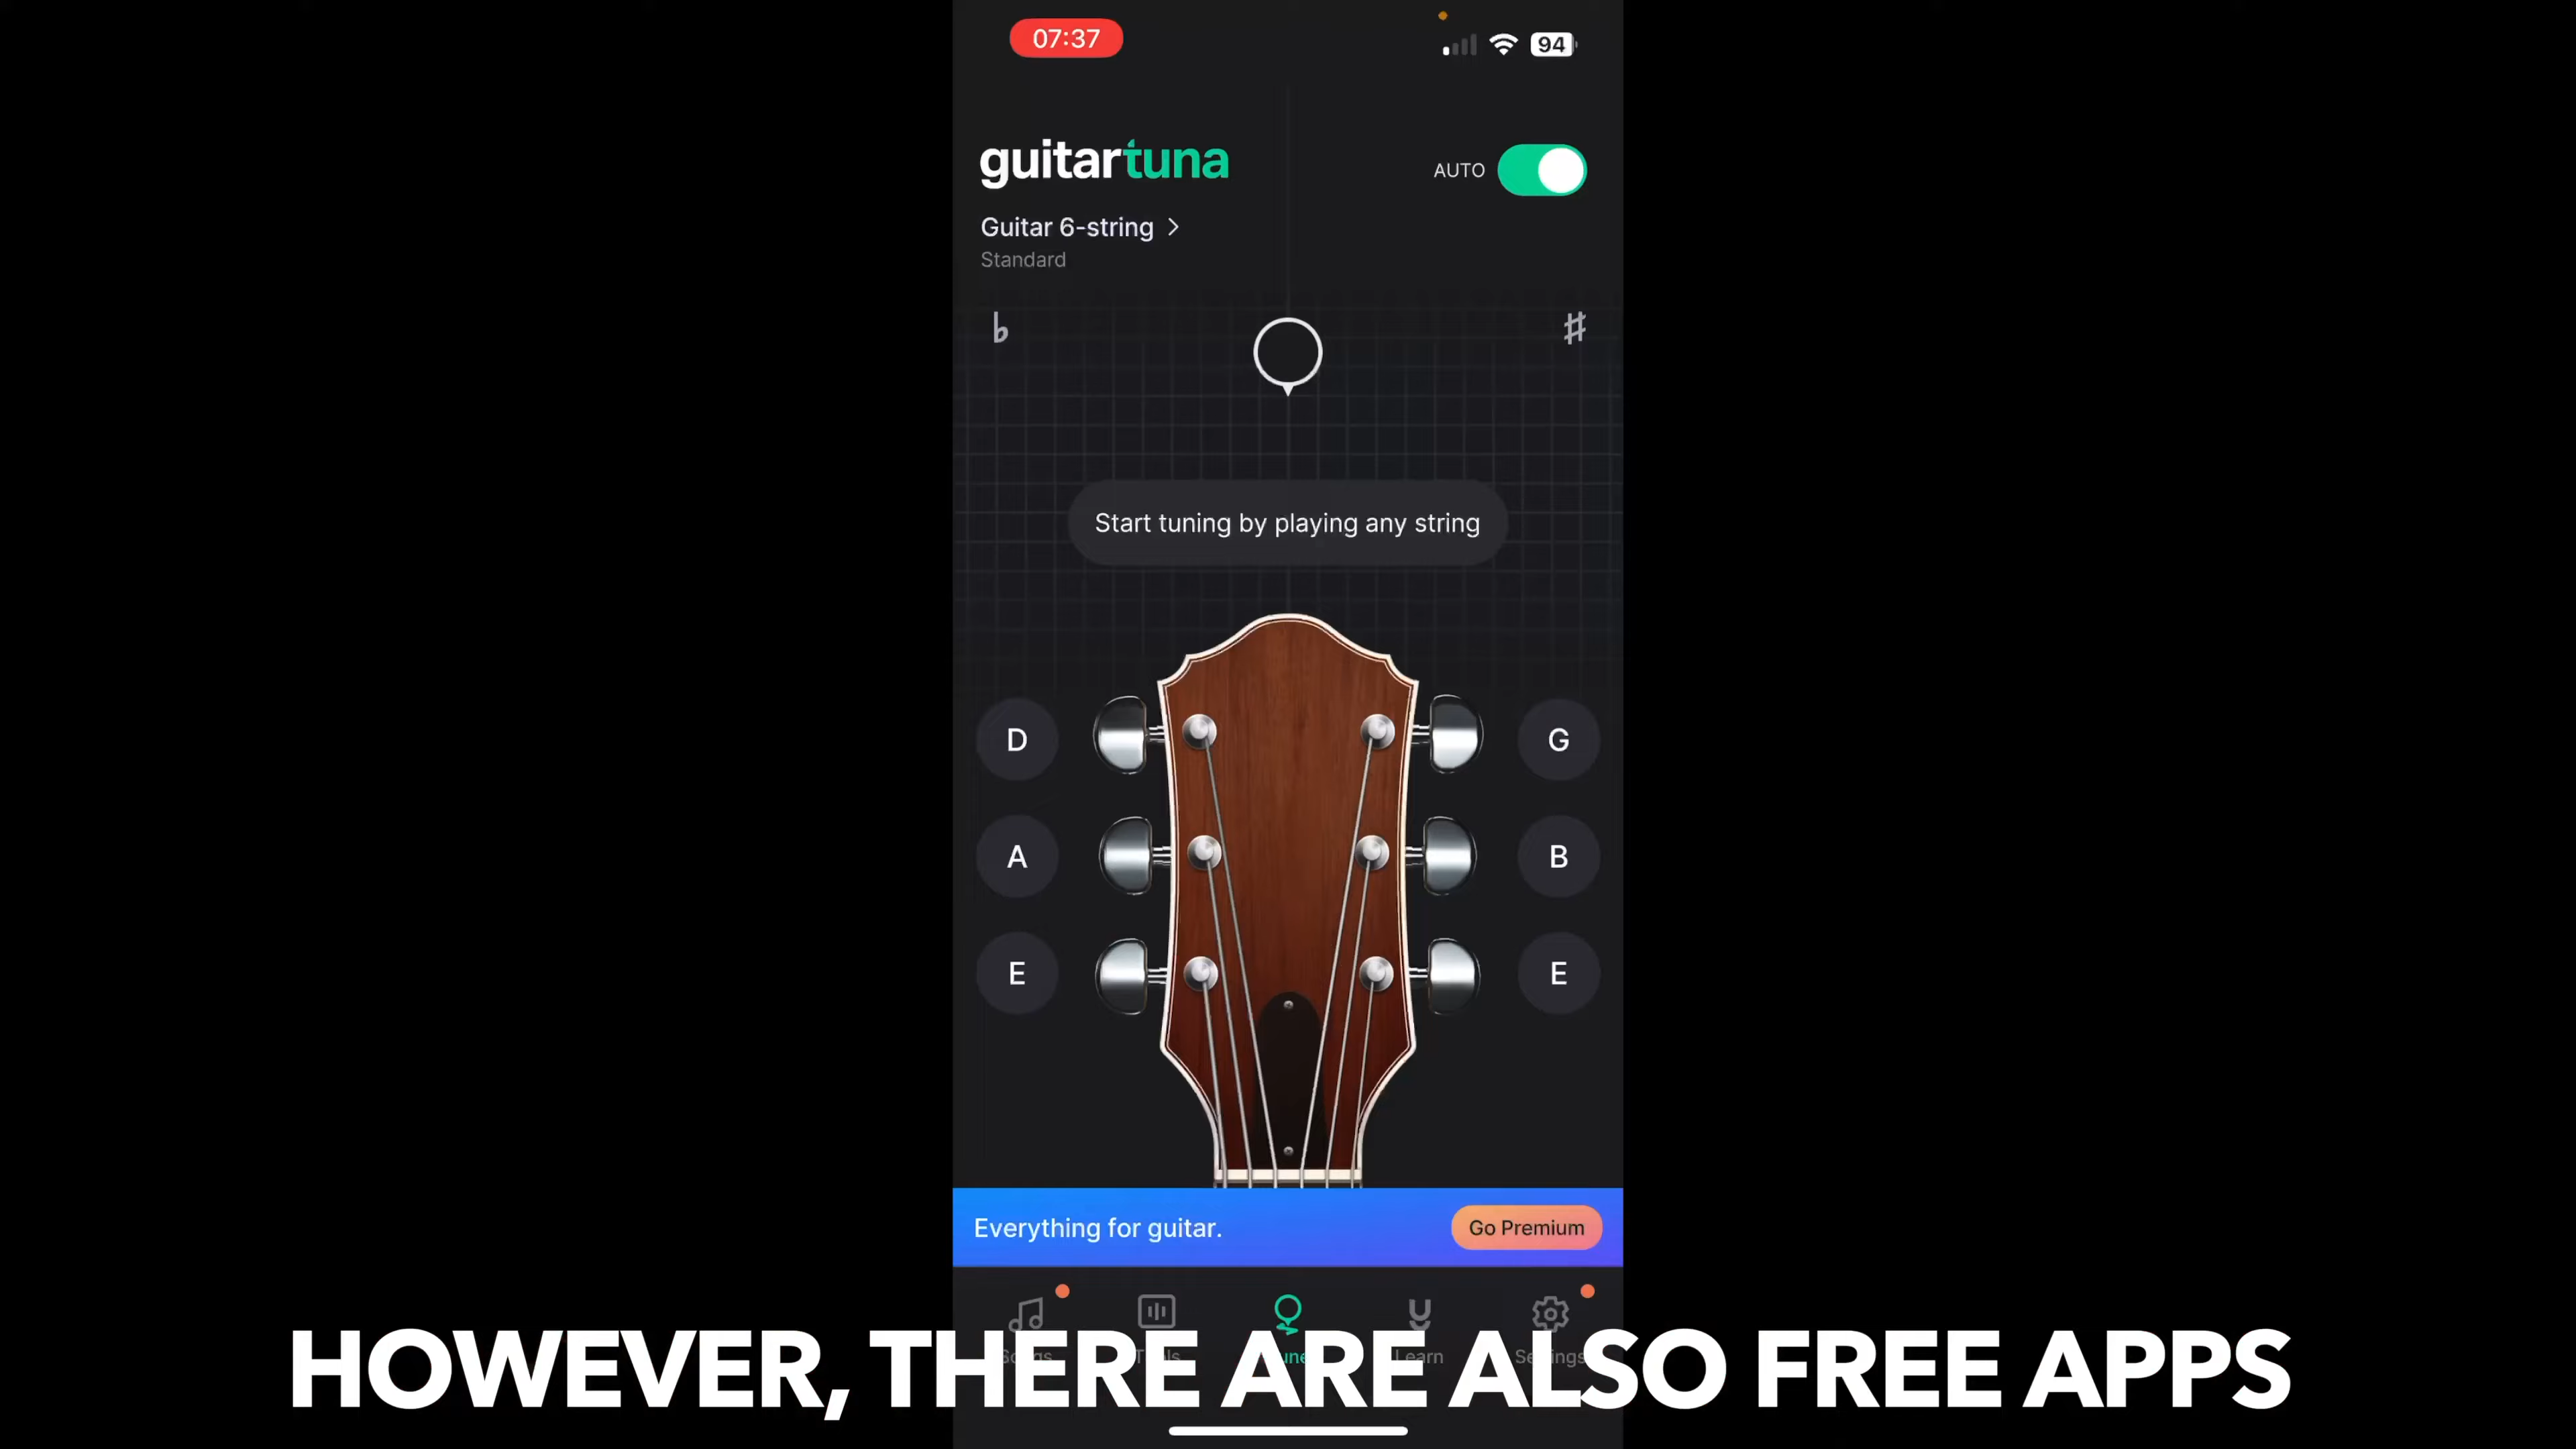 07:37
94
guitartuna
AUTO
Guitar 6-string >
Standard
♭
♯
Start tuning by playing any string
D
G
A
B
E
E
Everything for guitar.
Go Premium
HOWEVER, THERE ARE ALSO FREE APPS